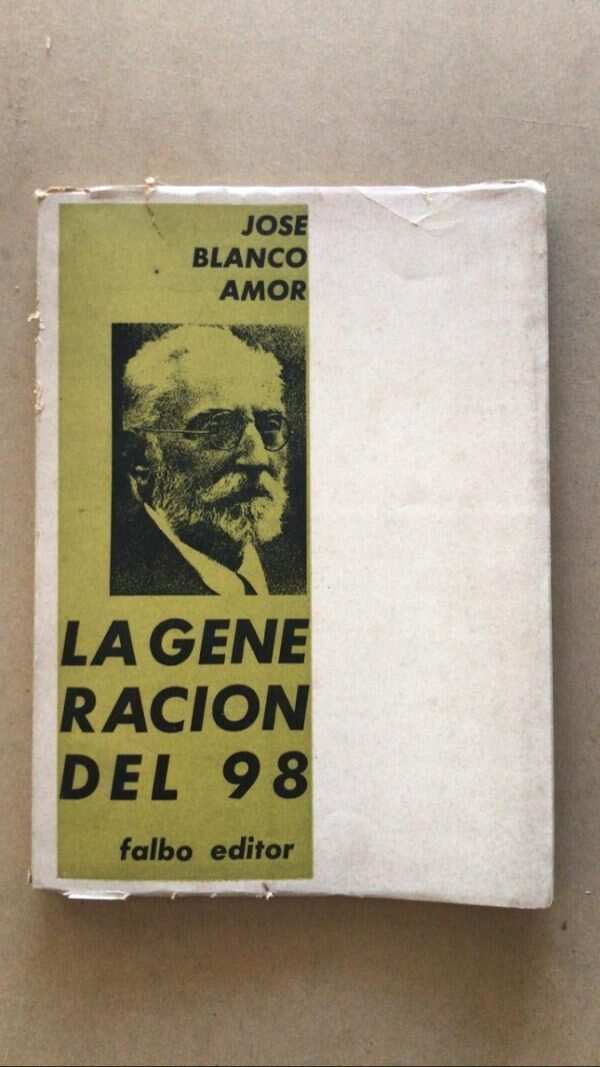 JOSE
BLANCO
AMOR
LA GENE
RACION
DEL 98
falbo editor